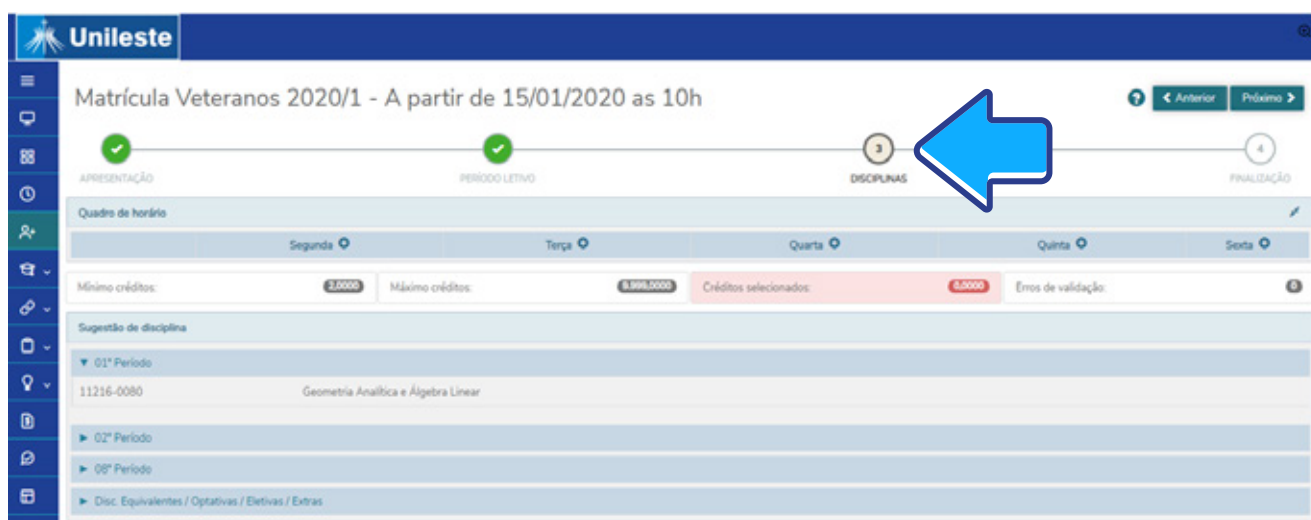 Unileste
Matrícula Veteranos 2020/1 - A partir de 15/01/2020 as 10h
? Anterior Próximo
3 4
APRESENTAÇÃO PERÍODO LETIVO DISCIPLINAS FINALIZAÇÃO
Quadro de horário
Segunda Terça Quarta Quinta Sexta
Mínimo créditos: 2,0000 Máximo créditos: 9.999,0000 Créditos selecionados: 0,0000 Erros de validação: 0
Sugestão de disciplina
01º Período
11216-0080 Geometria Analítica e Álgebra Linear
02º Período
08º Período
Disc. Equivalentes / Optativas / Eletivas / Extras